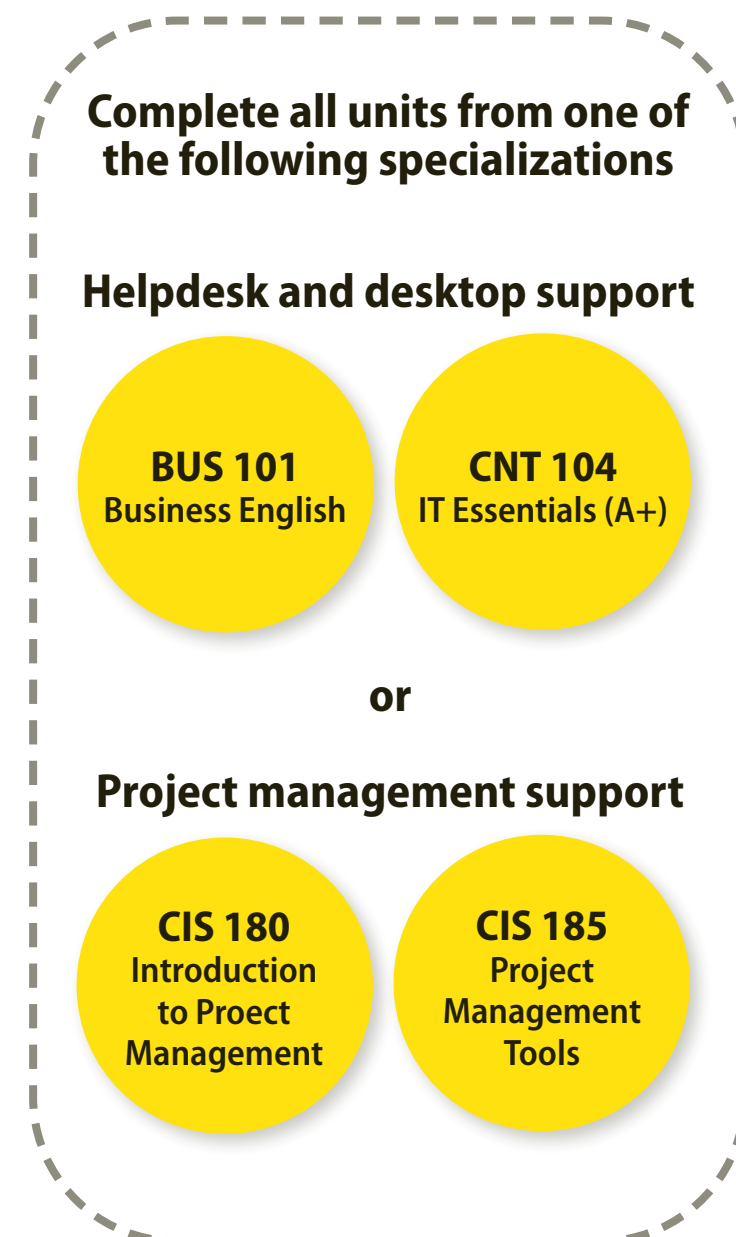 Complete all units from one of
the following specializations
Helpdesk and desktop support
BUS 101
Business English
CNT 104
IT Essentials (A+)
or
Project management support
CIS 180
Introduction
to Proect
Management
CIS 185
Project
Management
Tools